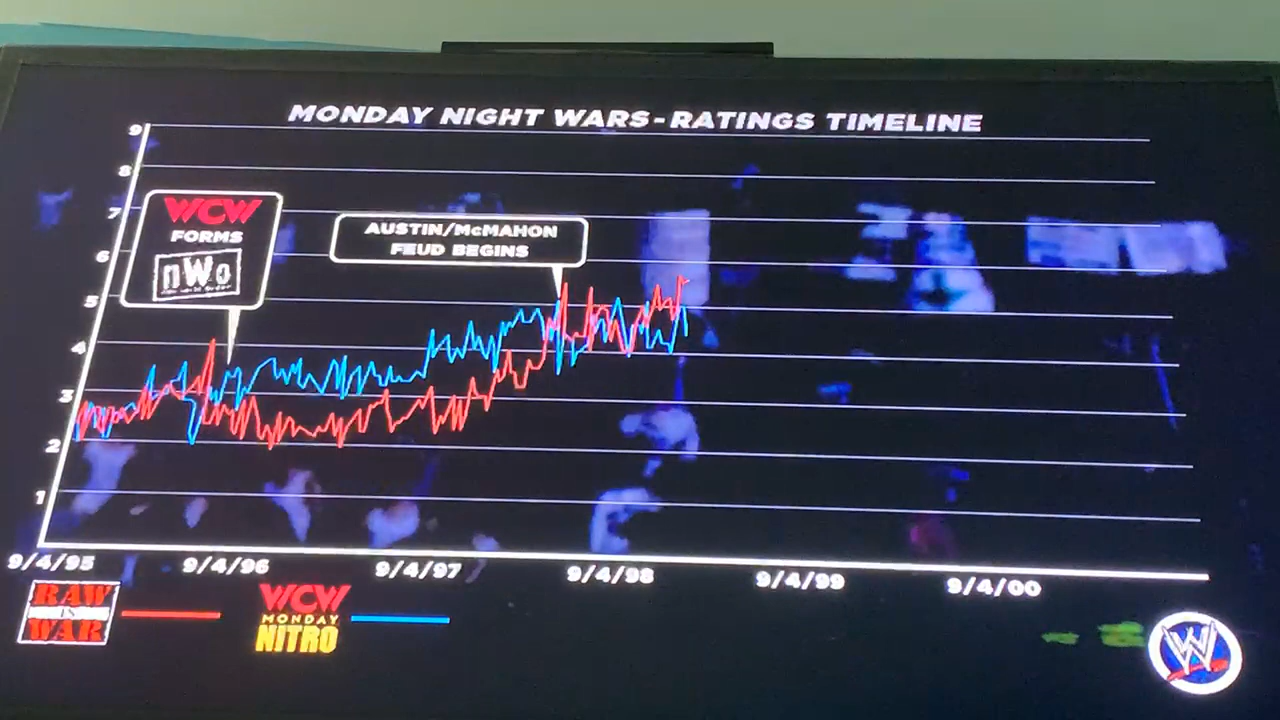 MONDAY NIGHT WARS-RATINGS TIMELINE
9
8
7
6
5
4
3
2
1
WCW
FORMS
nWo
AUSTIN/McMAHON
FEUD BEGINS
9/4/95 9/4/96 9/4/97 9/4/98 9/4/99 9/4/00
RAW
IS
WAR
WCW
MONDAY
NITRO
W